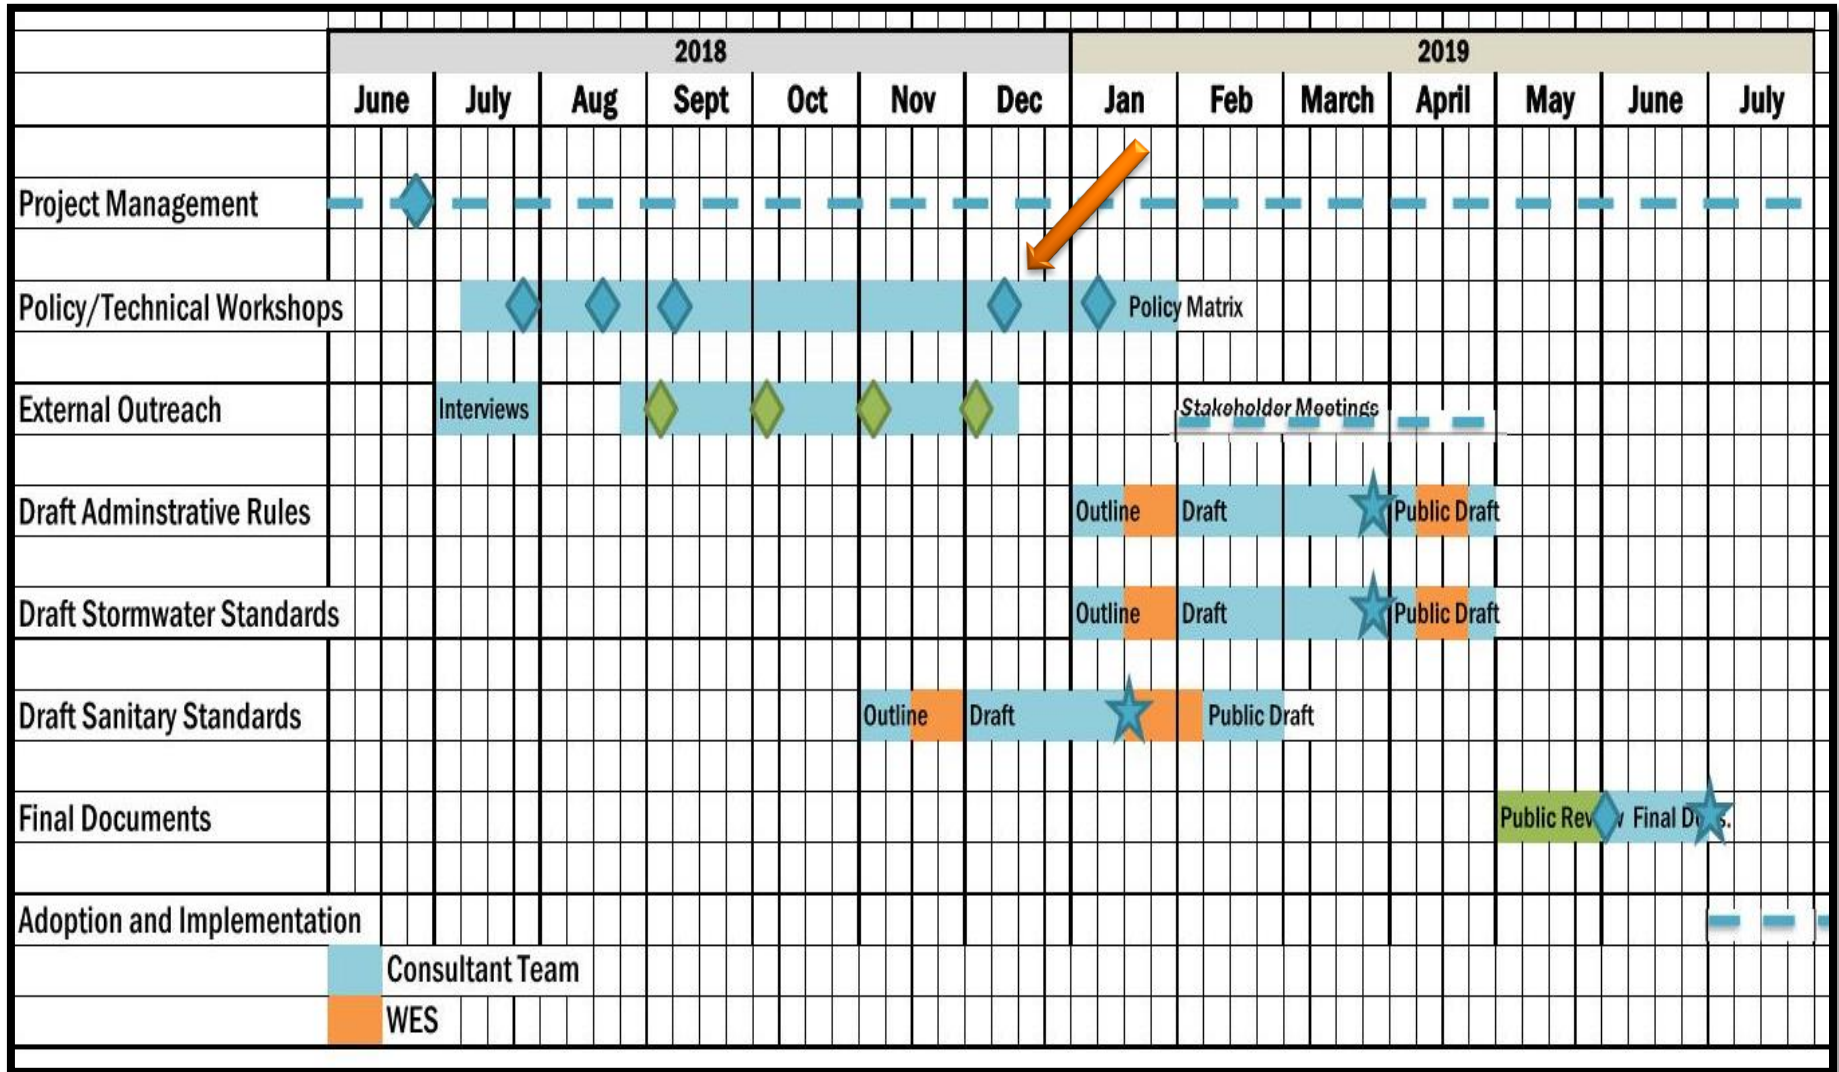 2018 2019
June July Aug Sept Oct Nov Dec Jan Feb March April May June July
Project Management
Policy/Technical Workshops Policy Matrix
External Outreach Interviews Stakeholder Meetings
Draft Adminstrative Rules Outline Draft Public Draft
Draft Stormwater Standards Outline Draft Public Draft
Draft Sanitary Standards Outline Draft Public Draft
Final Documents Public Final
Adoption and Implementation
Consultant Team
WES